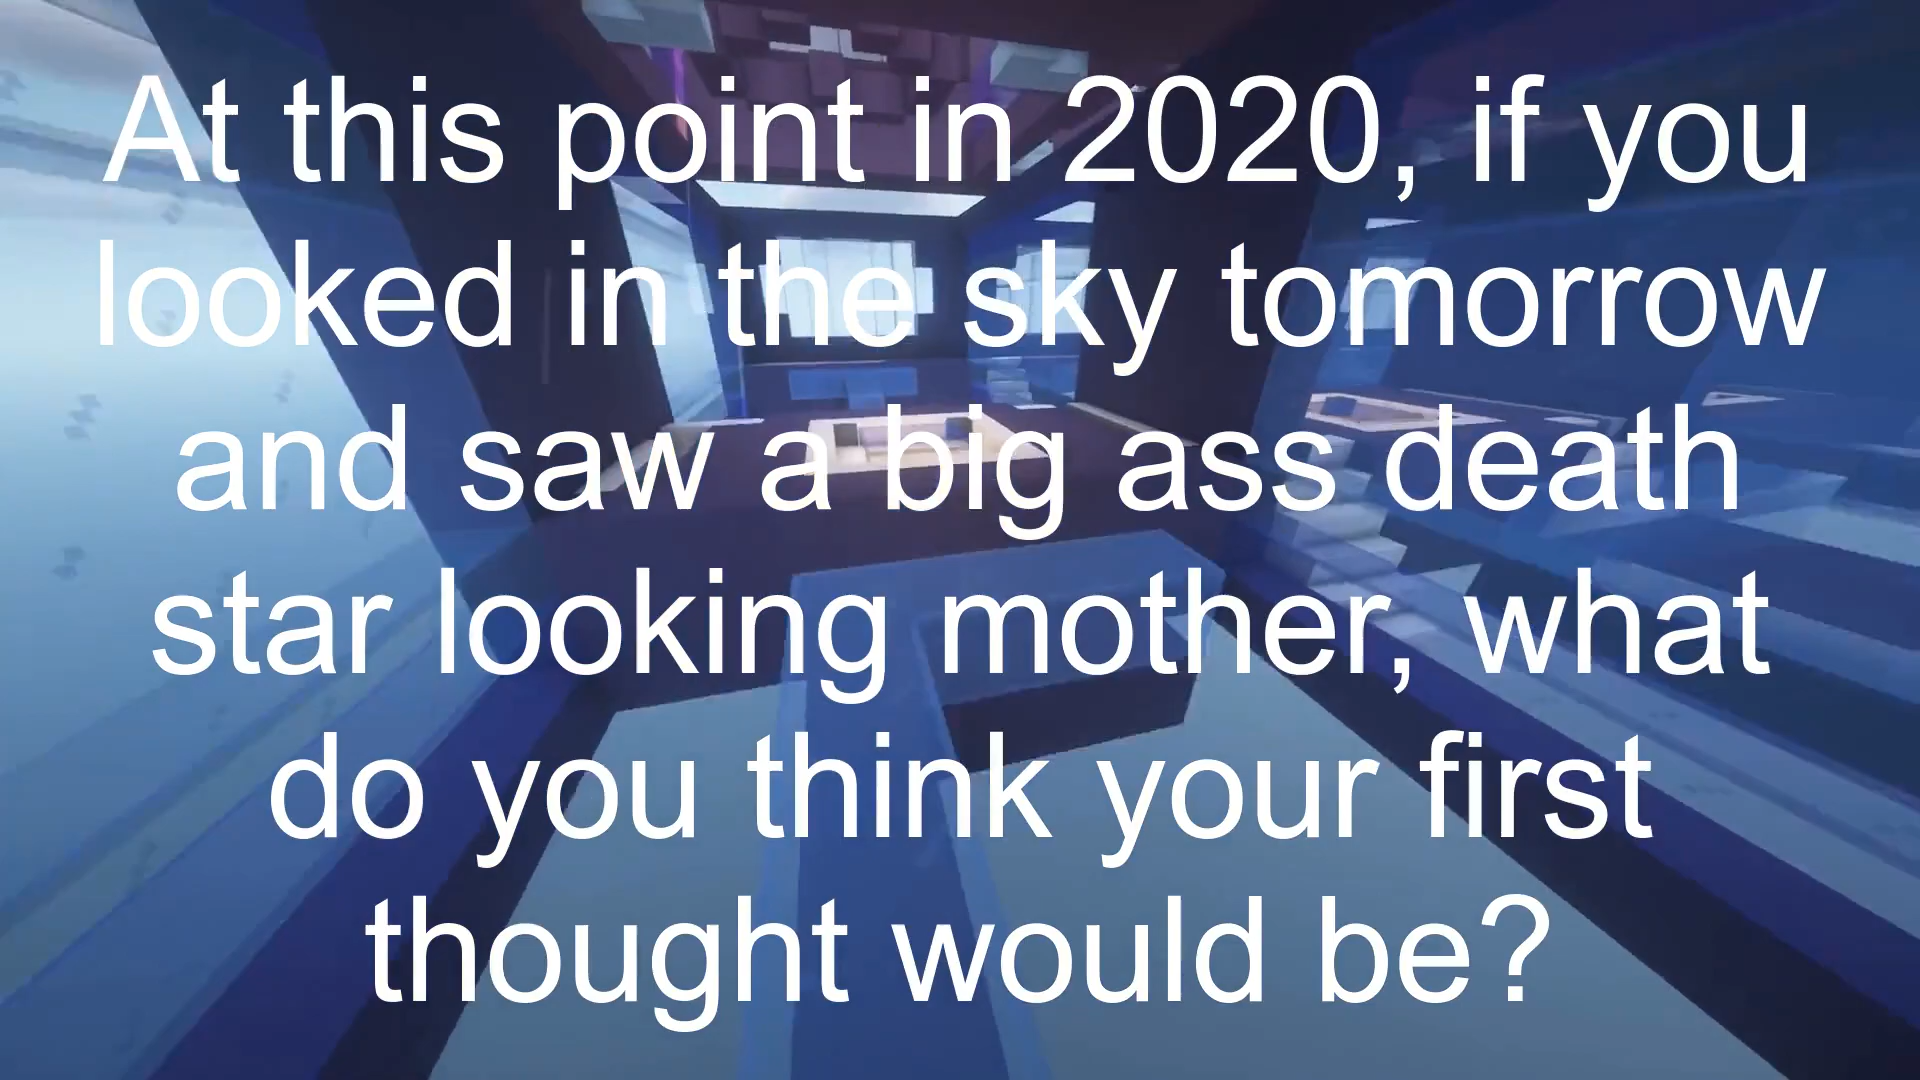 At this point in 2020, if you
looked in the sky tomorrow
and saw a big ass death
star looking mother, what
do you think your first
thought would be?